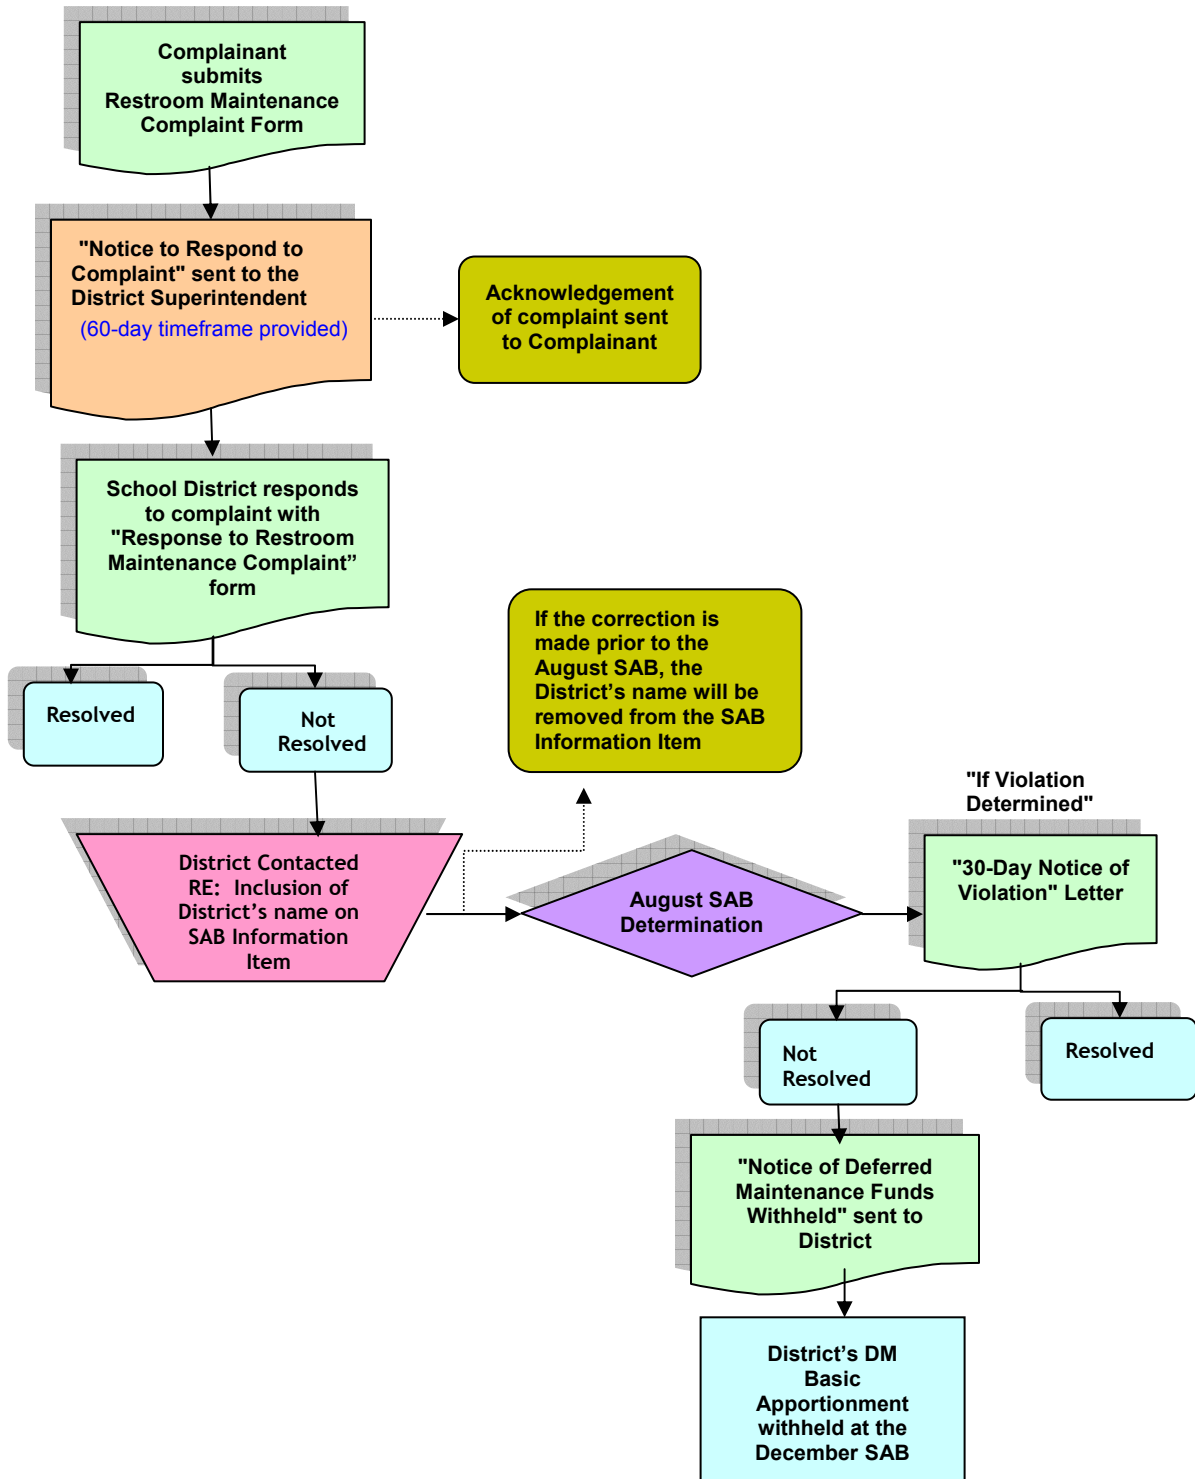 Complainant
submits
Restroom Maintenance
Complaint Form
"Notice to Respond to
Complaint" sent to the
District Superintendent
(60-day timeframe provided)
Acknowledgement
of complaint sent
to Complainant
School District responds
to complaint with
"Response to Restroom
Maintenance Complaint”
form
If the correction is
made prior to the
August SAB, the
District’s name will be
removed from the SAB
Information Item
Resolved
Not
Resolved
"If Violation
Determined"
District Contacted
RE: Inclusion of
District’s name on
SAB Information
Item
August SAB
Determination
"30-Day Notice of
Violation" Letter
Not
Resolved
Resolved
"Notice of Deferred
Maintenance Funds
Withheld" sent to
District
District’s DM
Basic
Apportionment
withheld at the
December SAB